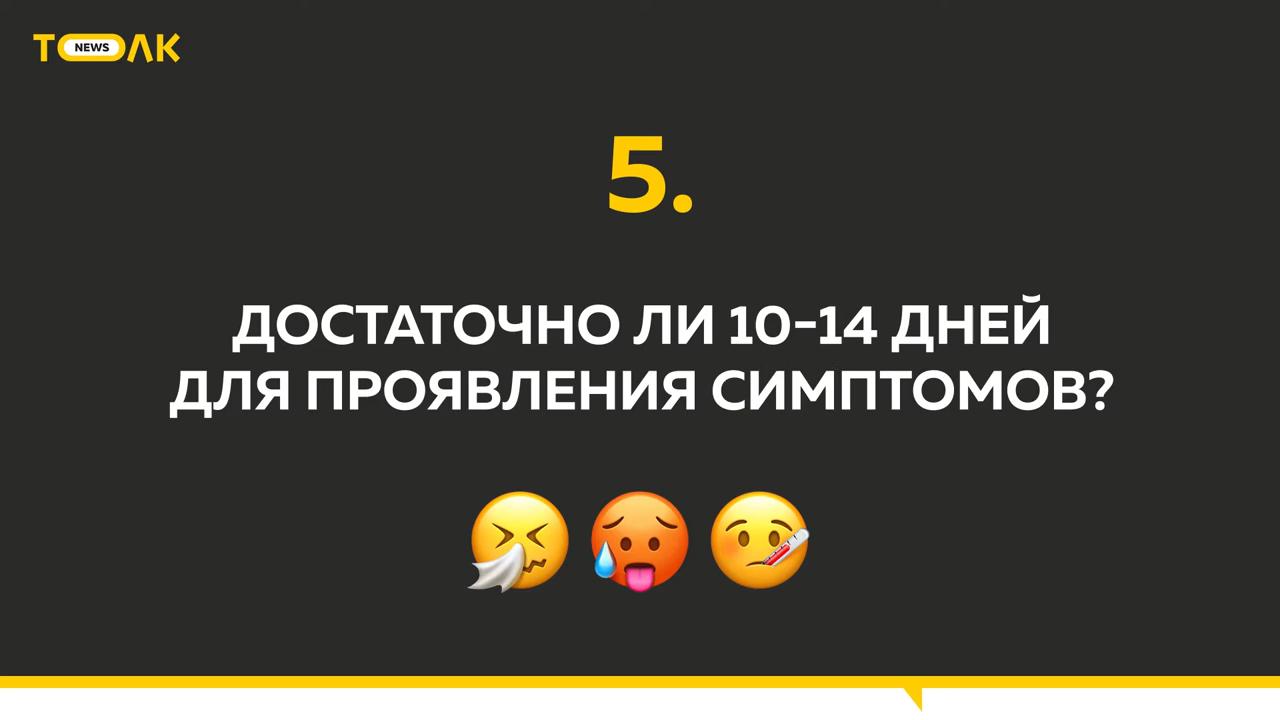 ТОЛК
NEWS
5.
ДОСТАТОЧНО ЛИ 10-14 ДНЕЙ
ДЛЯ ПРОЯВЛЕНИЯ СИМПТОМОВ?